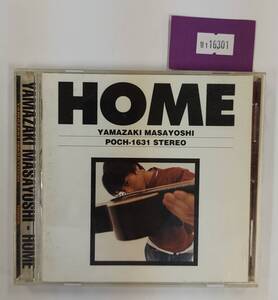 16301
HOME
YAMAZAKI MASAYOSHI
POCH-1631 STEREO
YAMAZAKI MASAYOSHI - HOME